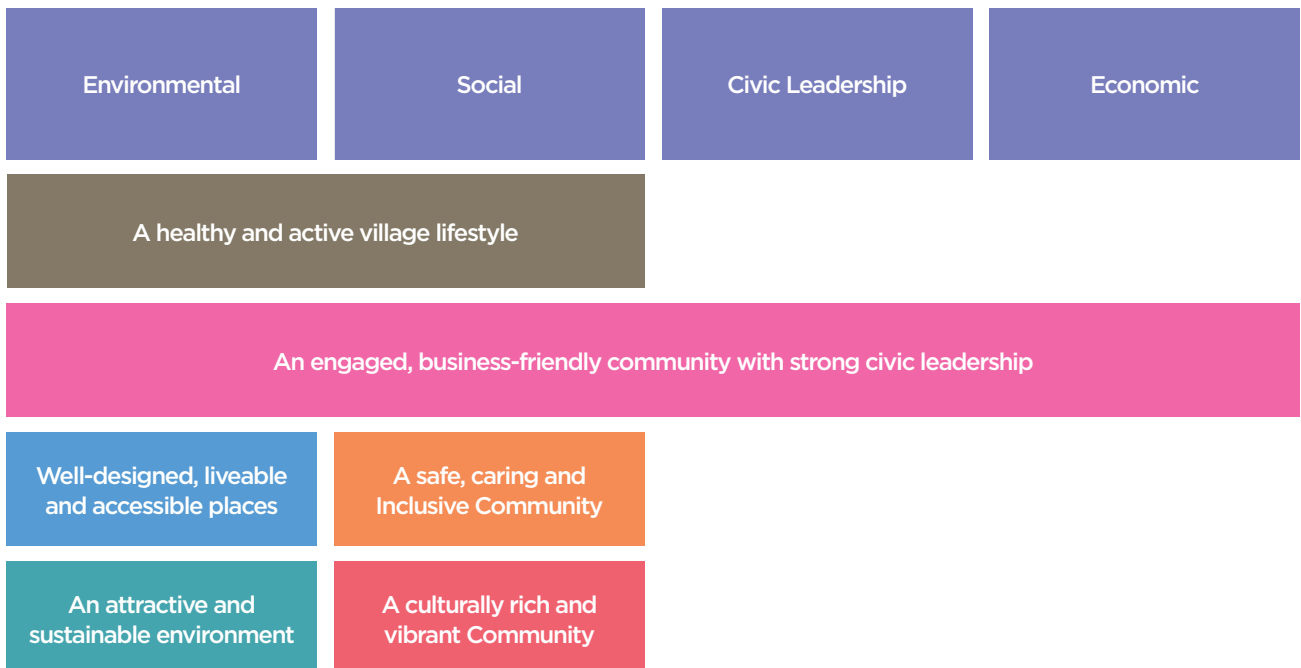 Environmental
Social
Civic Leadership
Economic
A healthy and active village lifestyle
An engaged, business-friendly community with strong civic leadership
Well-designed, liveable
and accessible places
A safe, caring and
Inclusive Community
An attractive and
sustainable environment
A culturally rich and
vibrant Community